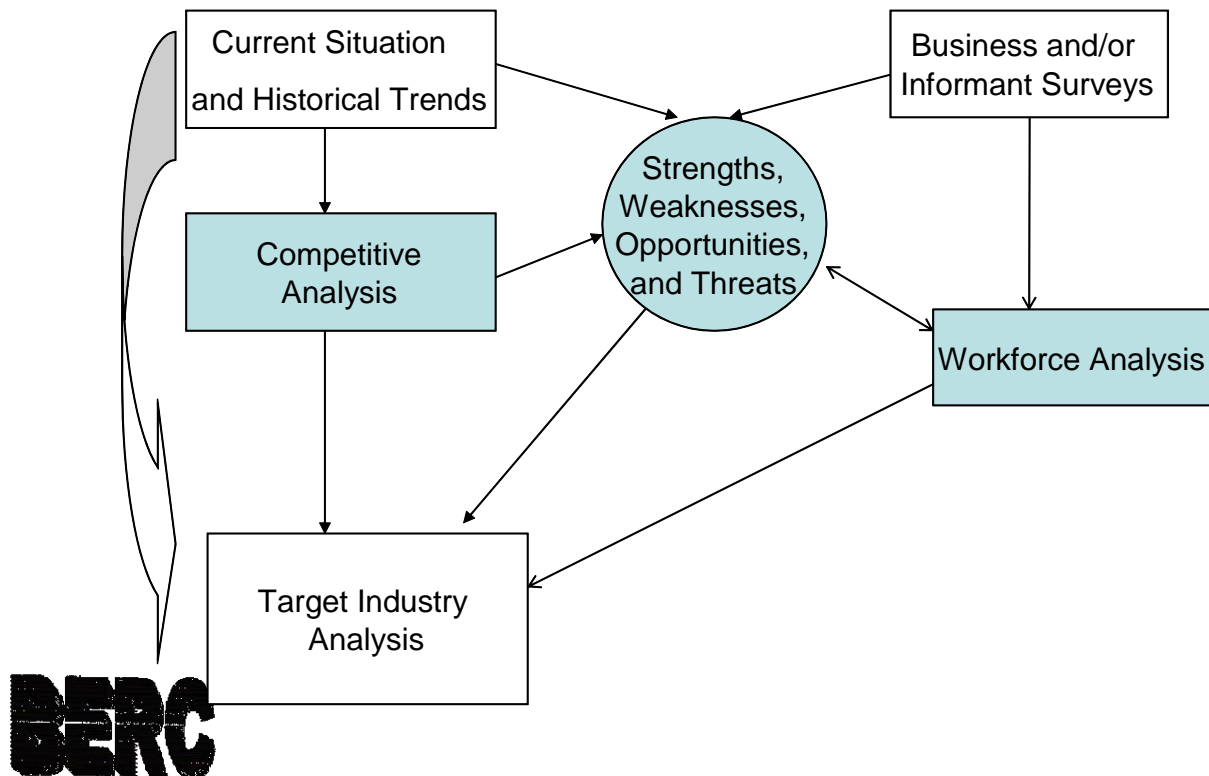 Current Situation
and Historical Trends
Business and/or
Informant Surveys
Strengths,
Weaknesses,
Opportunities,
and Threats
Competitive
Analysis
Workforce Analysis
Target Industry
Analysis
BERC